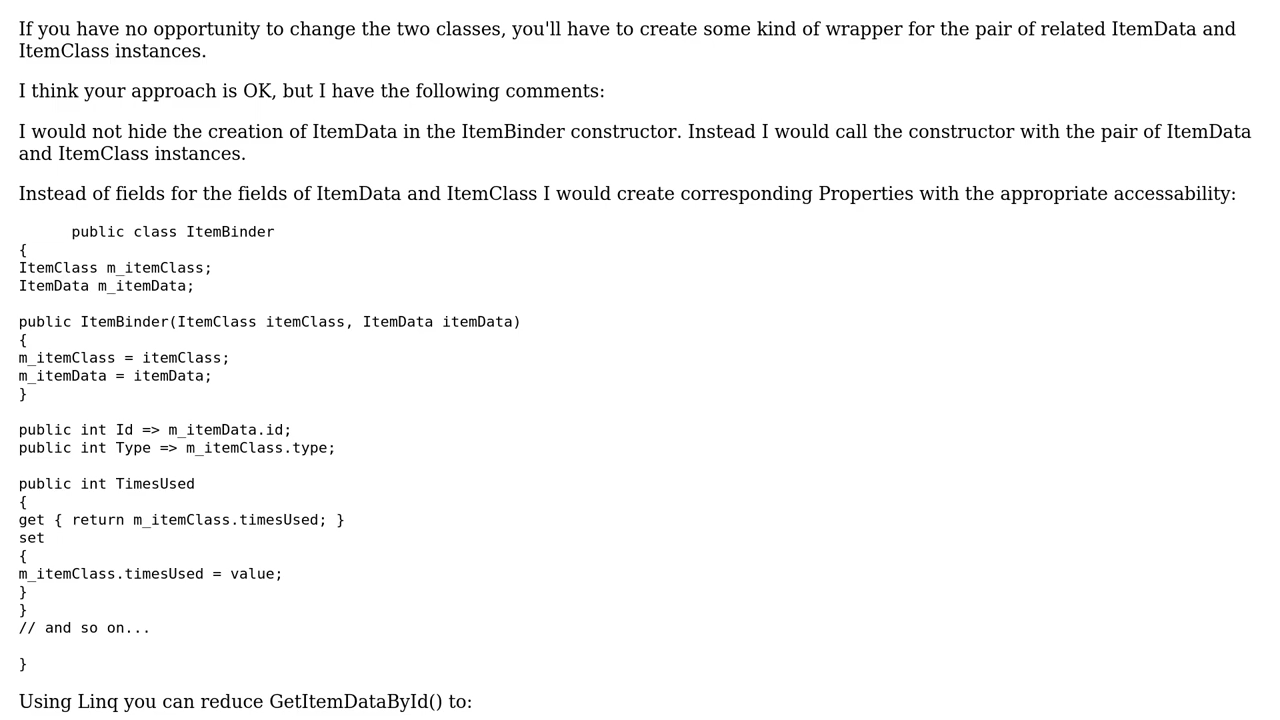 If you have no opportunity to change the two classes, you'll have to create some kind of wrapper for the pair of related ItemData and
ItemClass instances.
I think your approach is OK, but I have the following comments:
I would not hide the creation of ItemData in the ItemBinder constructor. Instead I would call the constructor with the pair of ItemData
and ItemClass instances.
Instead of fields for the fields of ItemData and ItemClass I would create corresponding Properties with the appropriate accessability:
public class ItemBinder
{
ItemClass m_itemClass;
ItemData m_itemData;
public ItemBinder(ItemClass itemClass, ItemData itemData)
{
m_itemClass = itemClass;
m_itemData = itemData;
}
public int Id => m_itemData.id;
public int Type => m_itemClass.type;
public int TimesUsed
{
get { return m_itemClass.timesUsed; }
set
{
m_itemClass.timesUsed = value;
}
}
// and so on...
}
Using Linq you can reduce GetItemDataById() to: